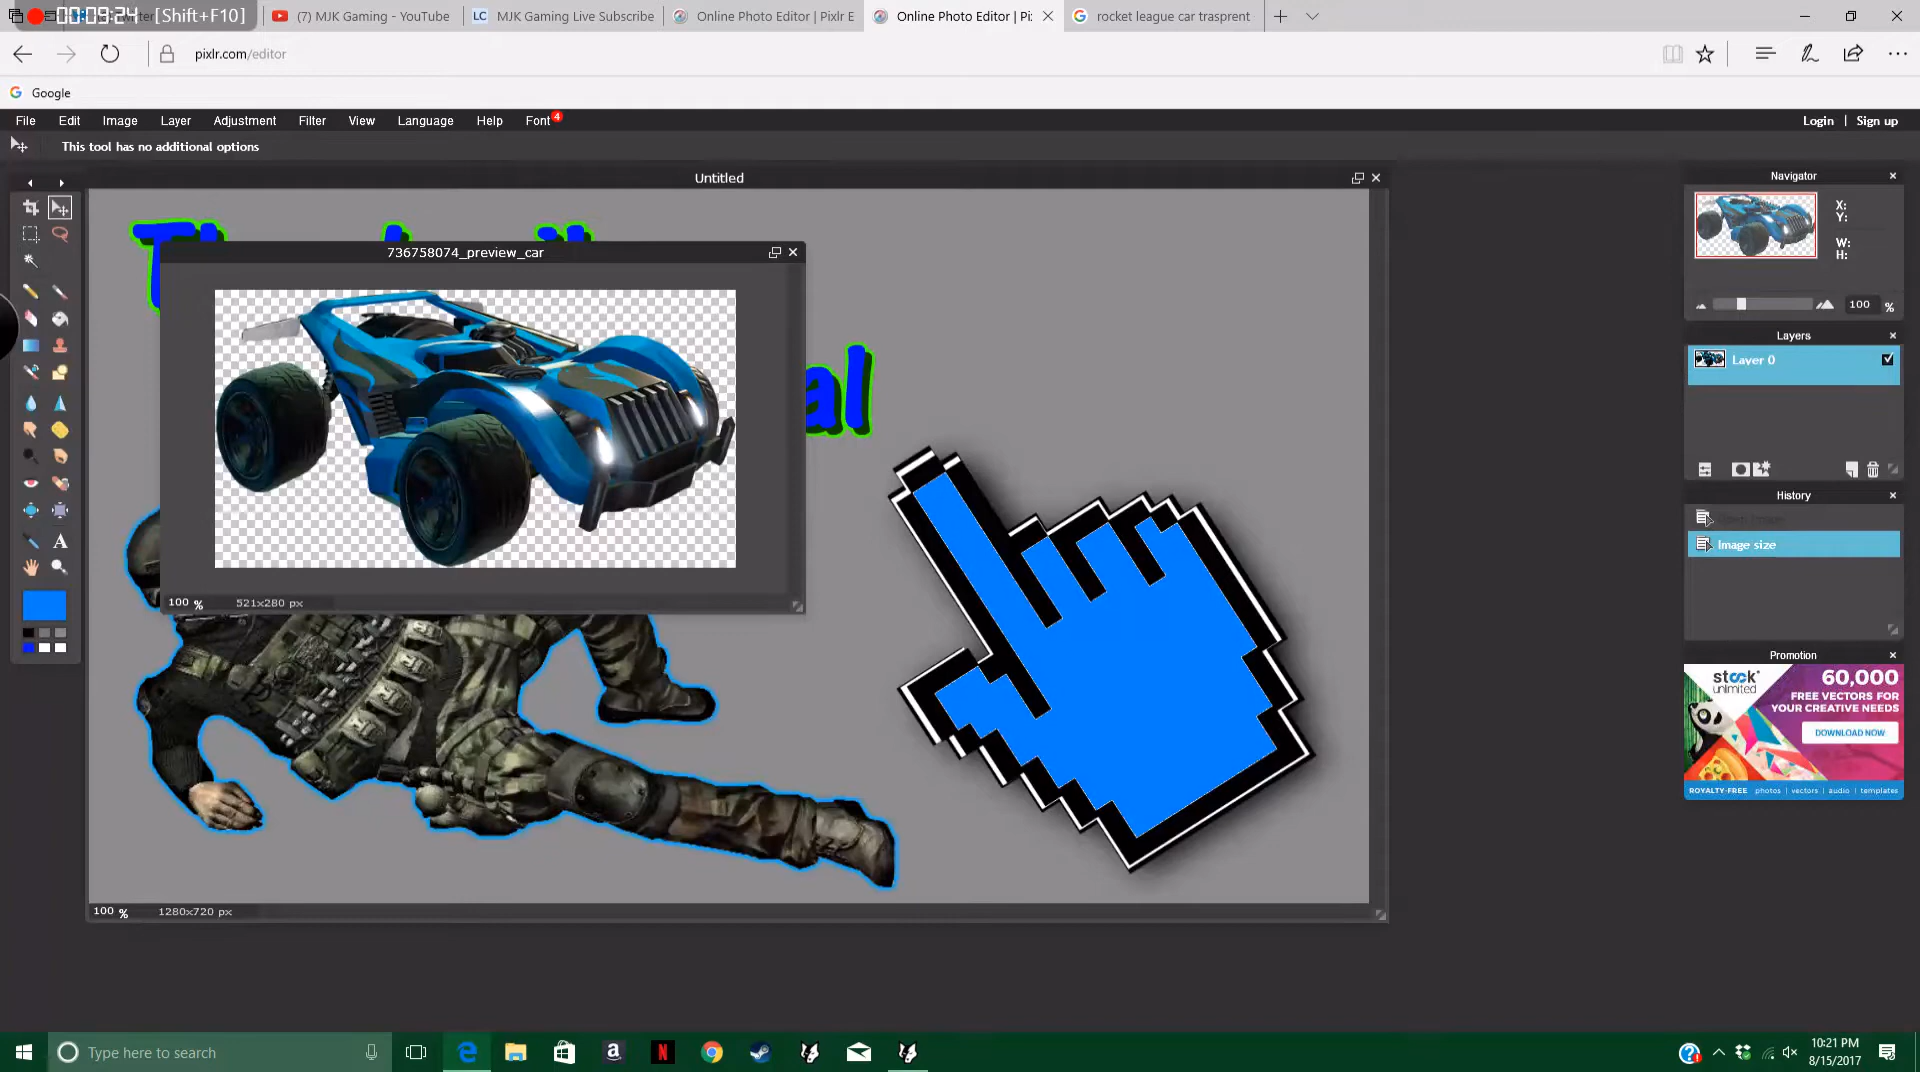 00:09:24 [Shift+F10]
(7) MJK Gaming - YouTube
LC MJK Gaming Live Subscribe
Online Photo Editor | Pixlr E
Online Photo Editor | Pi
rocket league car trasprent
pixlr.com/editor
Google
File Edit Image Layer Adjustment Filter View Language Help Font 4
Login | Sign up
This tool has no additional options
Untitled
736758074_preview_car
100 % 521x280 px
al
100 % 1280x720 px
A
Navigator
X:
Y:
W:
H:
100 %
Layers
Layer 0
History
Image size
Promotion
stock unlimited
60,000
FREE VECTORS FOR
YOUR CREATIVE NEEDS
DOWNLOAD NOW
ROYALTY-FREE photos | vectors | audio | templates
Type here to search
10:21 PM
8/15/2017